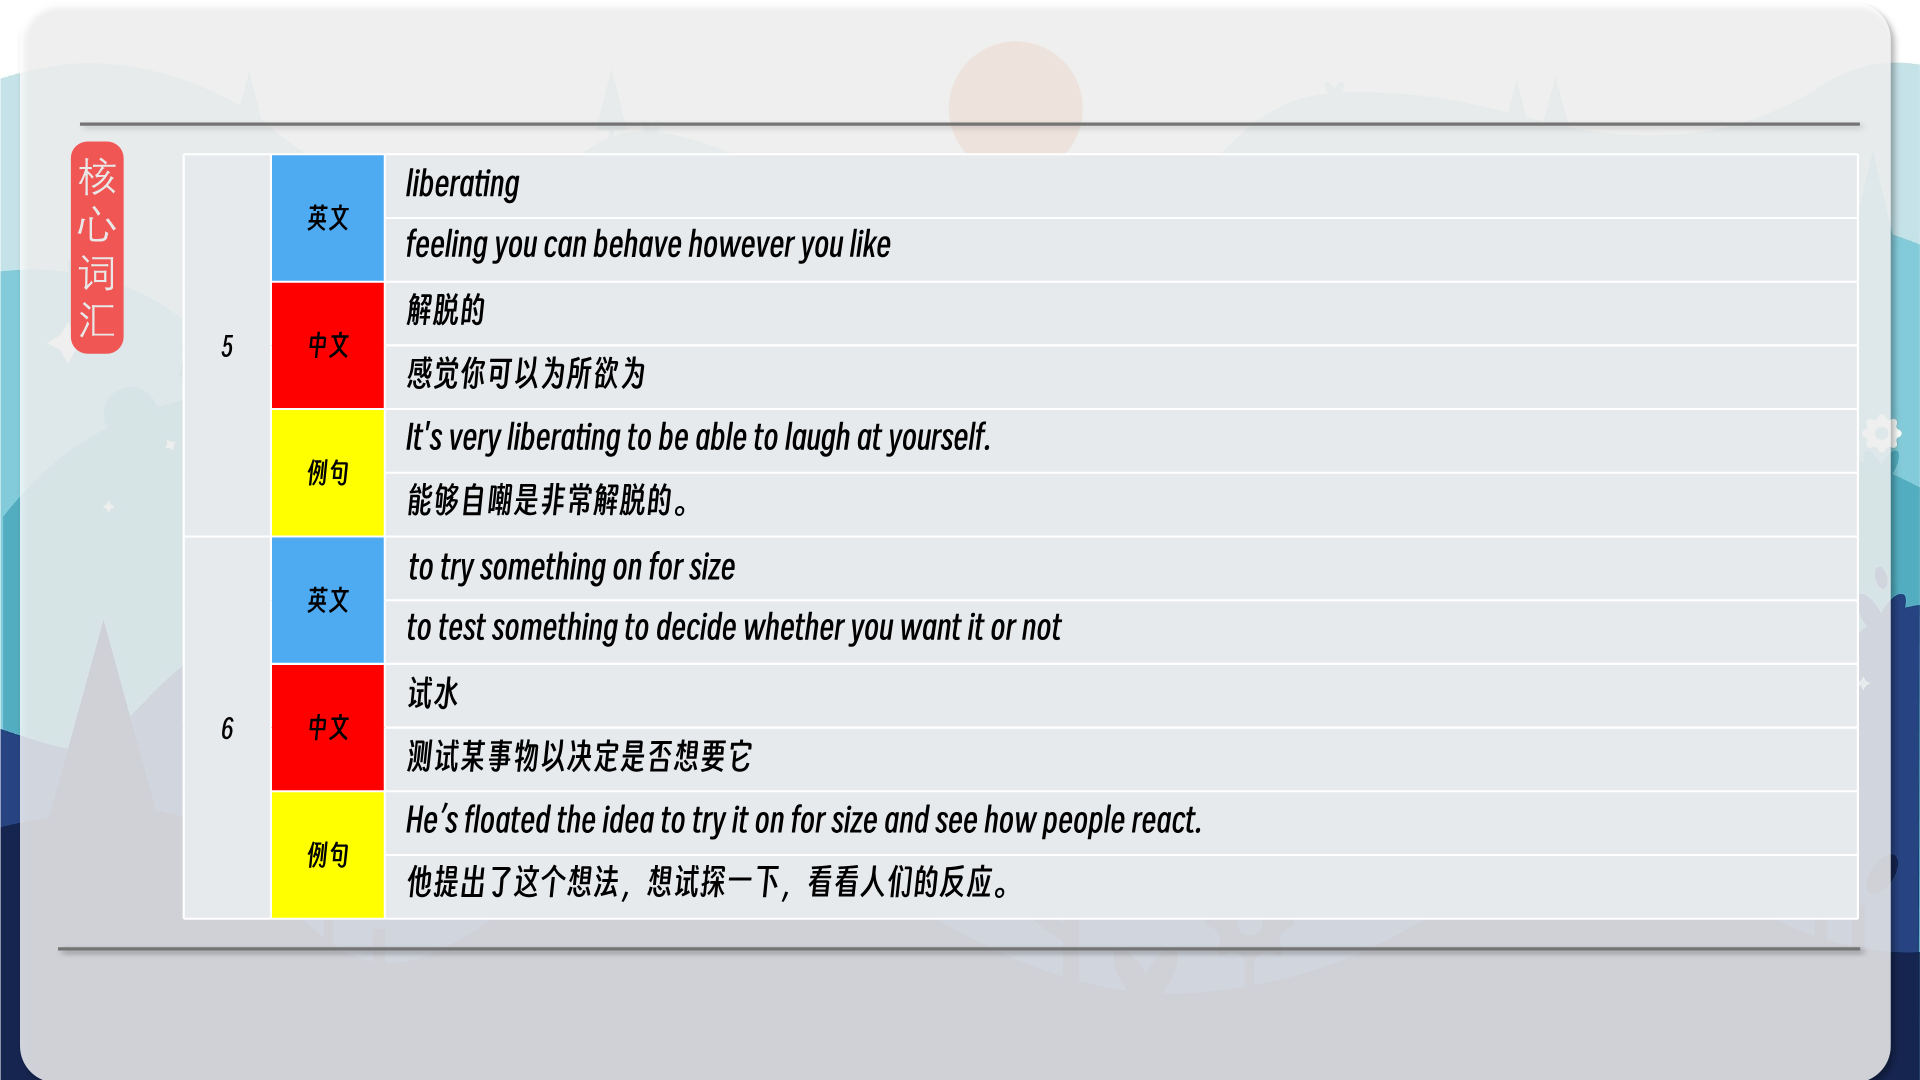 核心词汇
5
英文
liberating
feeling you can behave however you like
中文
解脱的
感觉你可以为所欲为
例句
It's very liberating to be able to laugh at yourself.
能够自嘲是非常解脱的。
6
英文
to try something on for size
to test something to decide whether you want it or not
中文
试水
测试某事物以决定是否想要它
例句
He’s floated the idea to try it on for size and see how people react.
他提出了这个想法，想试探一下，看看人们的反应。